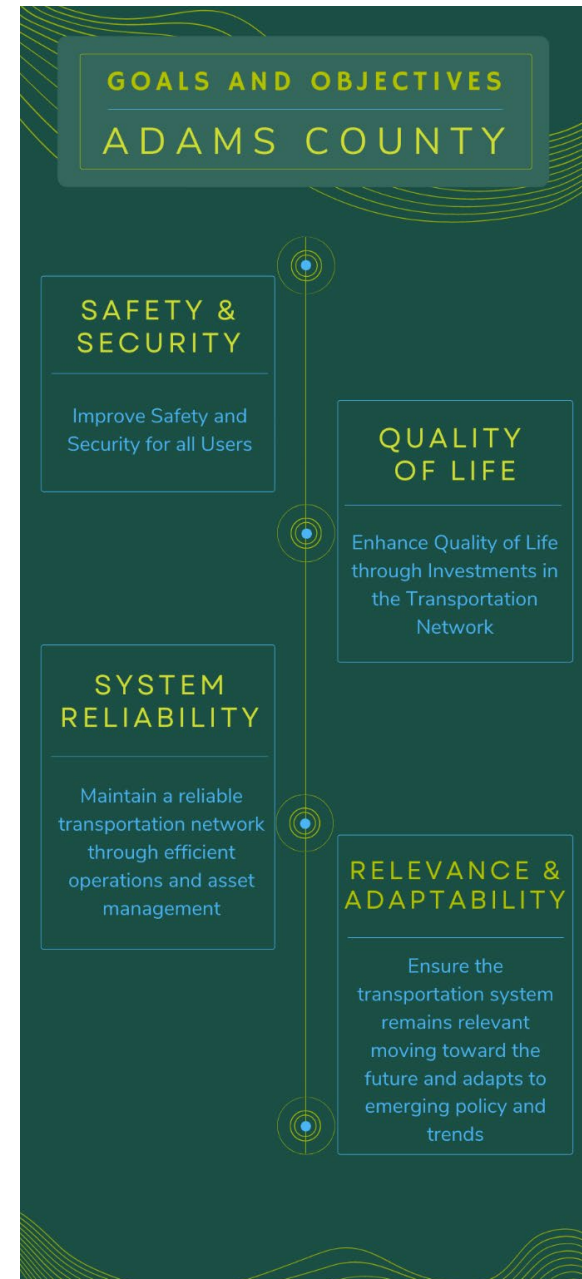 GOALS AND OBJECTIVES
ADAMS COUNTY
SAFETY &
SECURITY
Improve Safety and
Security for all Users
QUALITY
OF LIFE
Enhance Quality of Life
through Investments in
the Transportation
Network
SYSTEM
RELIABILITY
Maintain a reliable
transportation network
through efficient
operations and asset
management
RELEVANCE &
ADAPTABILITY
Ensure the
transportation system
remains relevant
moving toward the
future and adapts to
emerging policy and
trends